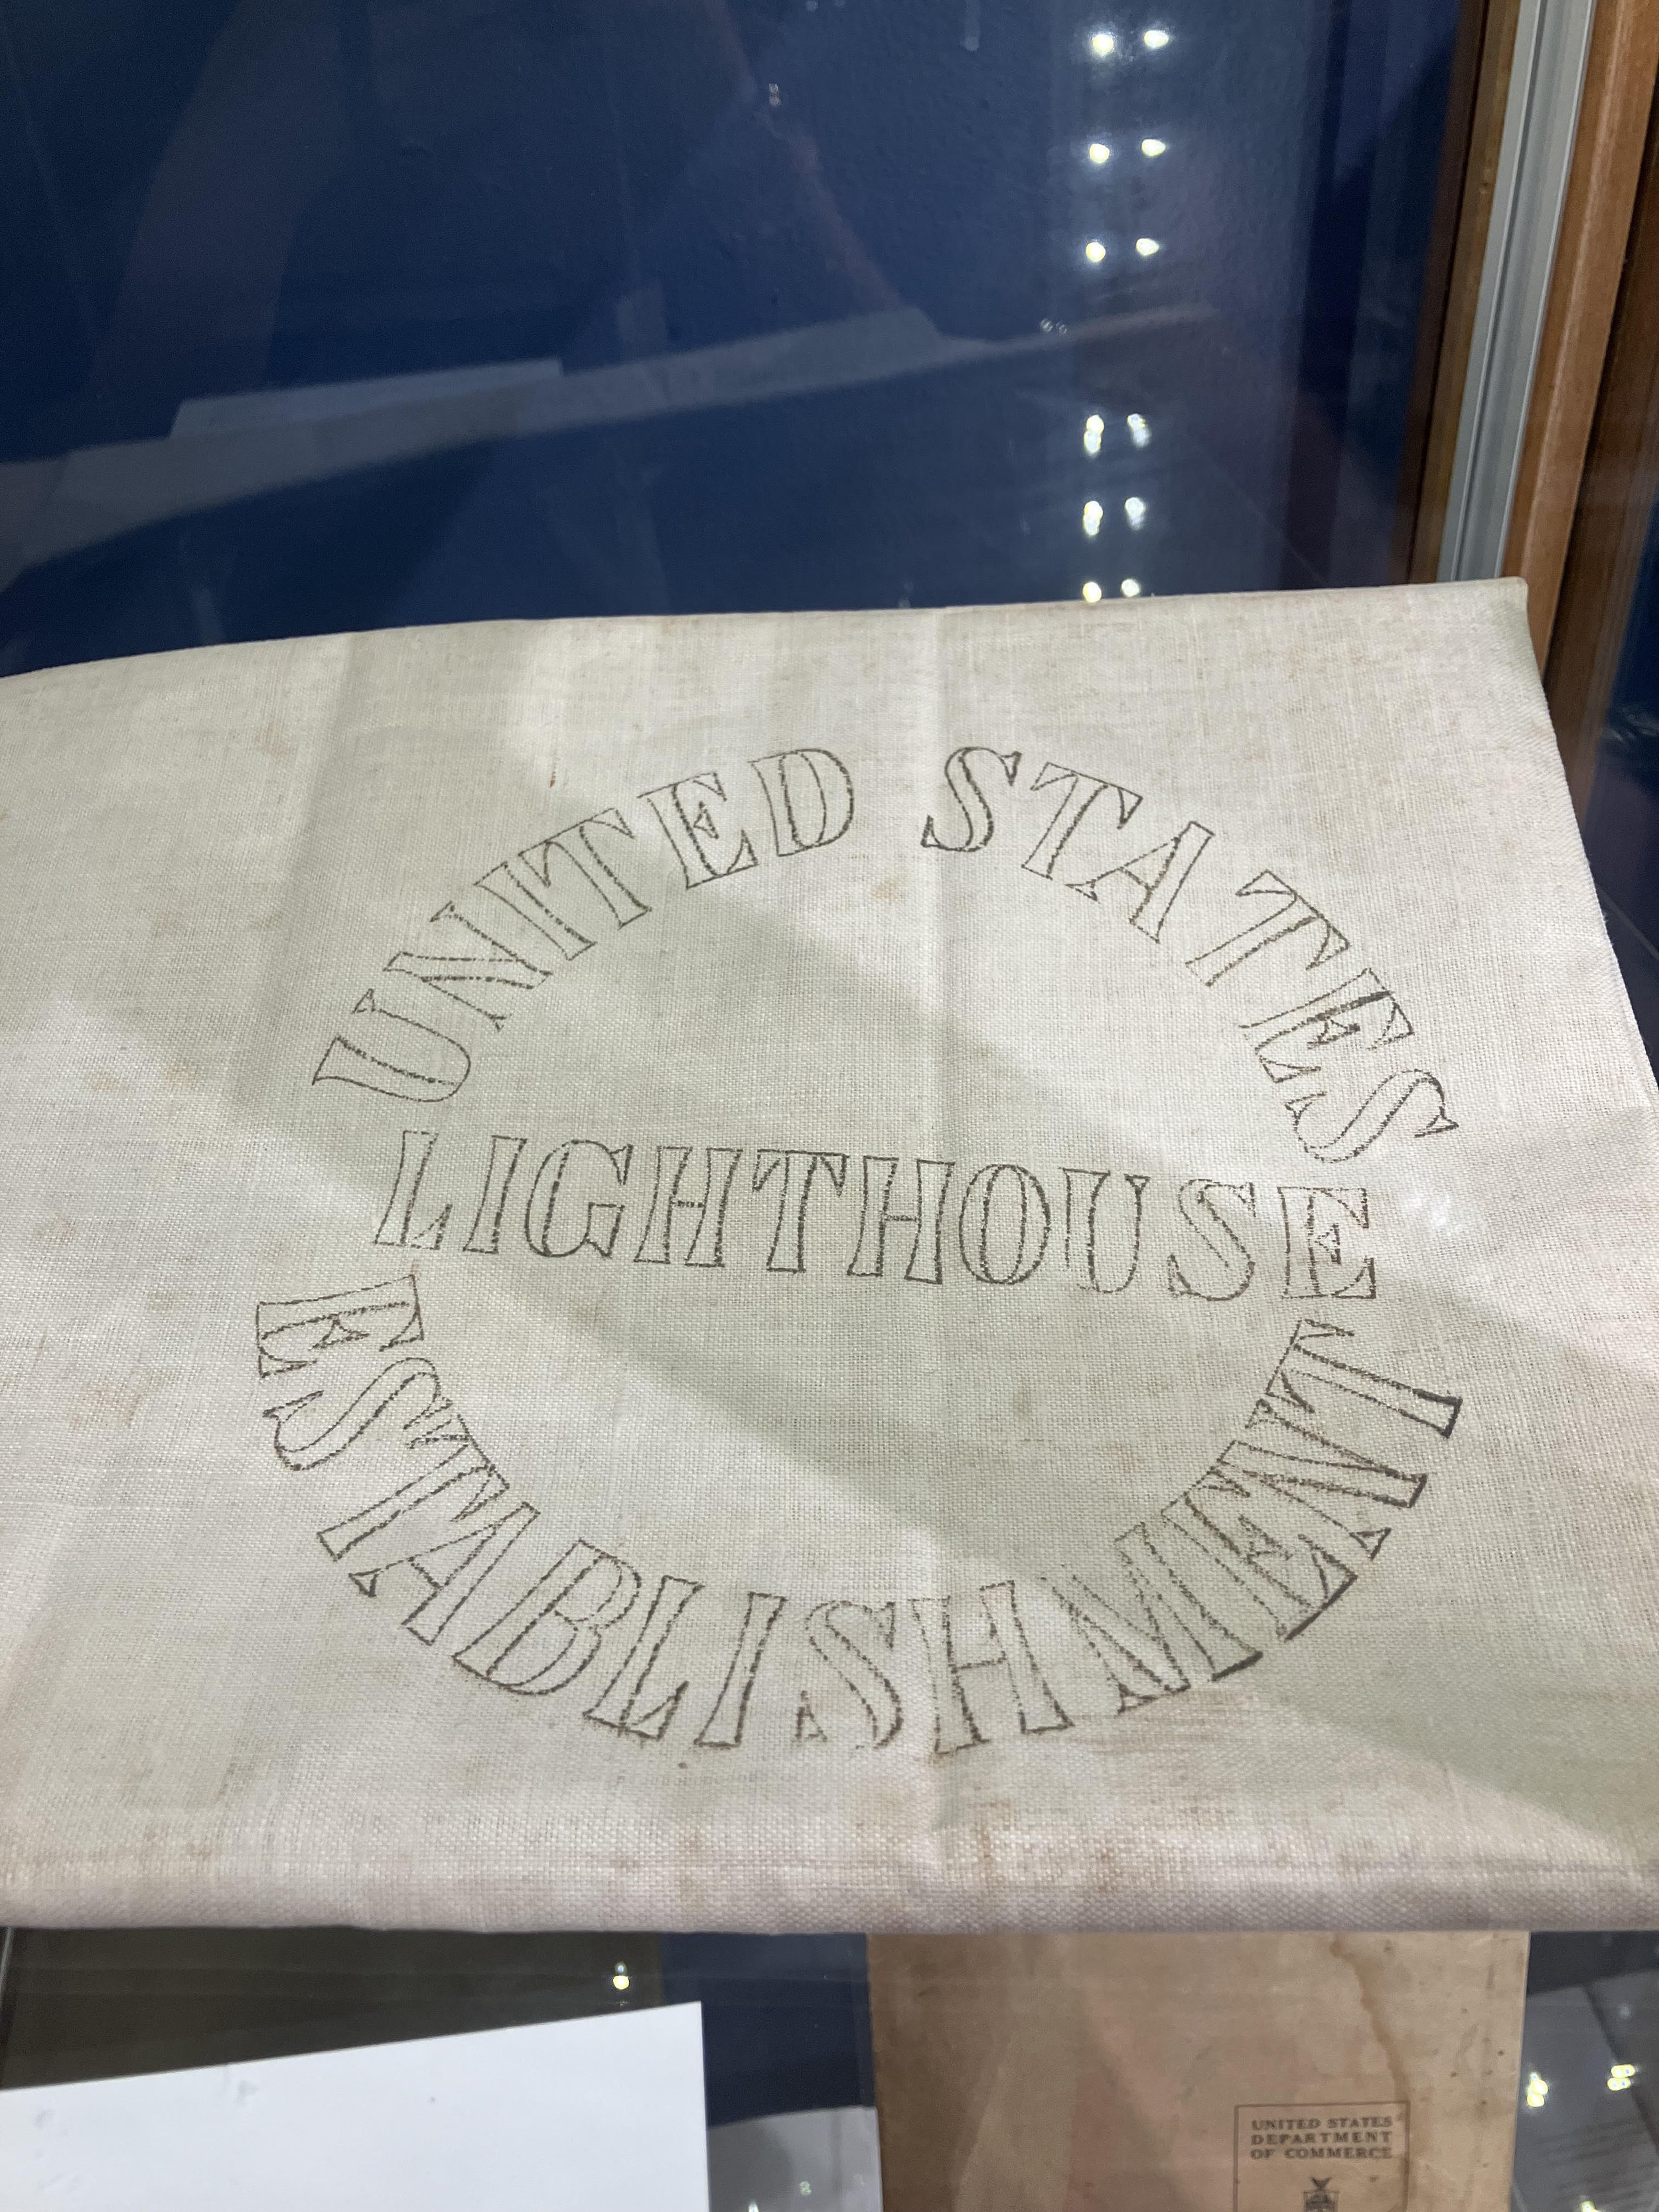 UNITED STATES
LIGHTHOUSE
ESTABLISHMENT
UNITED STATES
DEPARTMENT
OF COMMERCE